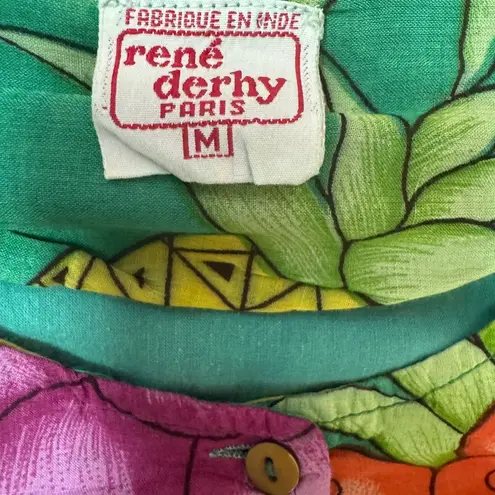 FABRIQUE EN INDE
rené
derhy
PARIS
M